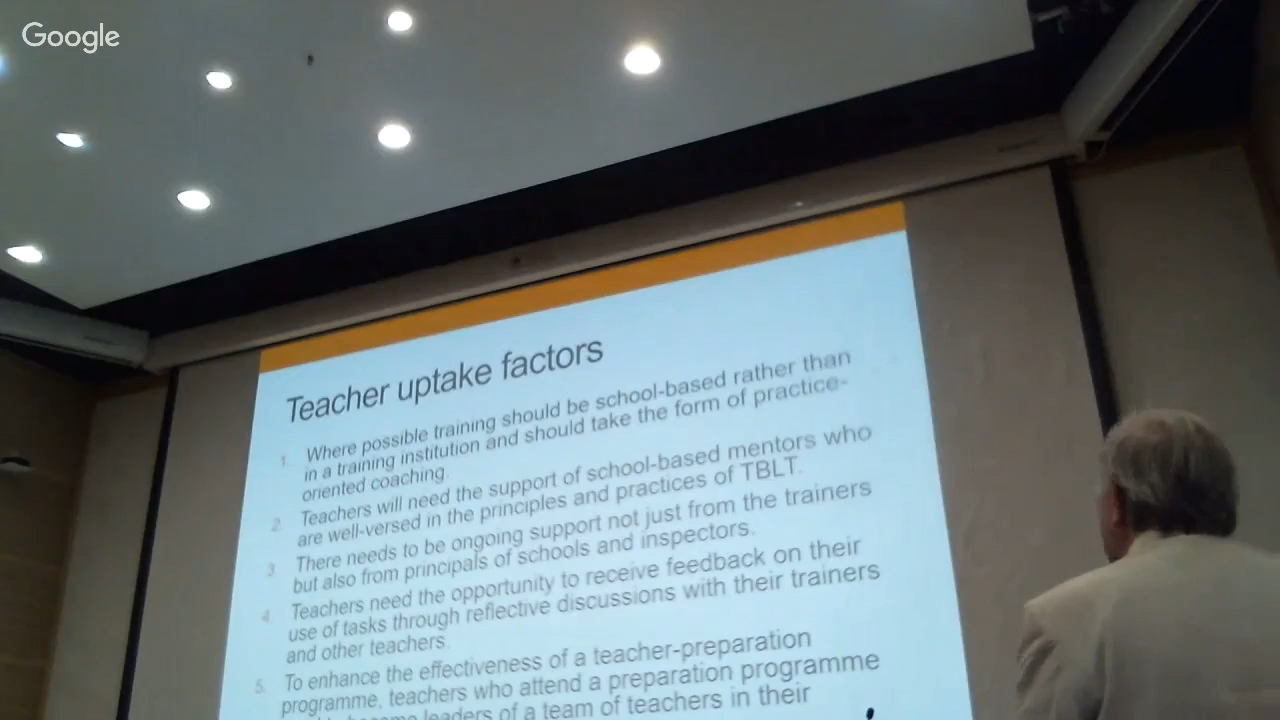 Google
Teacher uptake factors
1. Where possible training should be school-based rather than
in a training institution and should take the form of practice-
oriented coaching.
2. Teachers will need the support of school-based mentors who
are well-versed in the principles and practices of TBLT.
3 There needs to be ongoing support not just from the trainers
but also from principals of schools and inspectors.
4 Teachers need the opportunity to receive feedback on their
use of tasks through reflective discussions with their trainers
and other teachers.
5. To enhance the effectiveness of a teacher-preparation
programme, teachers who attend a preparation programme
leaders of a team of teachers in their